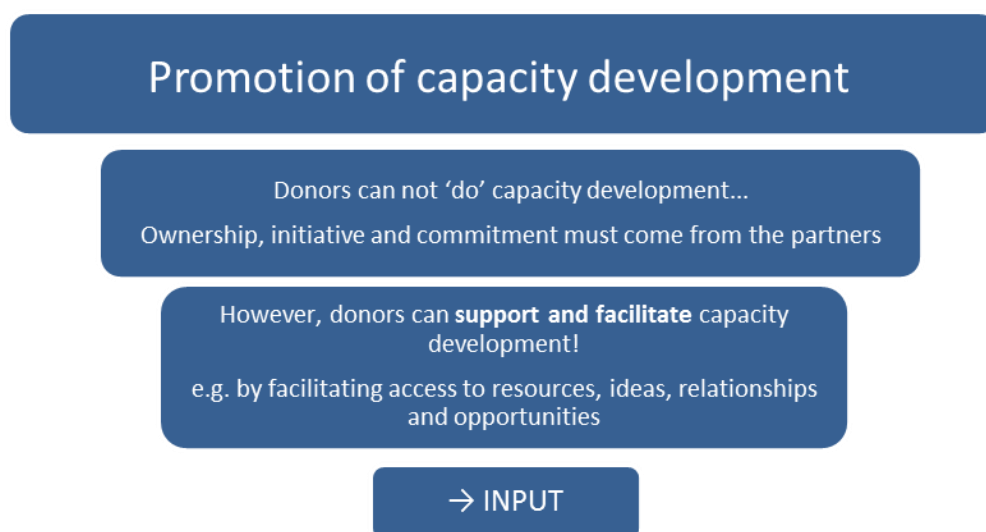 Promotion of capacity development
Donors can not ‘do’ capacity development...
Ownership, initiative and commitment must come from the partners
However, donors can support and facilitate capacity
development!
e.g. by facilitating access to resources, ideas, relationships
and opportunities
→ INPUT